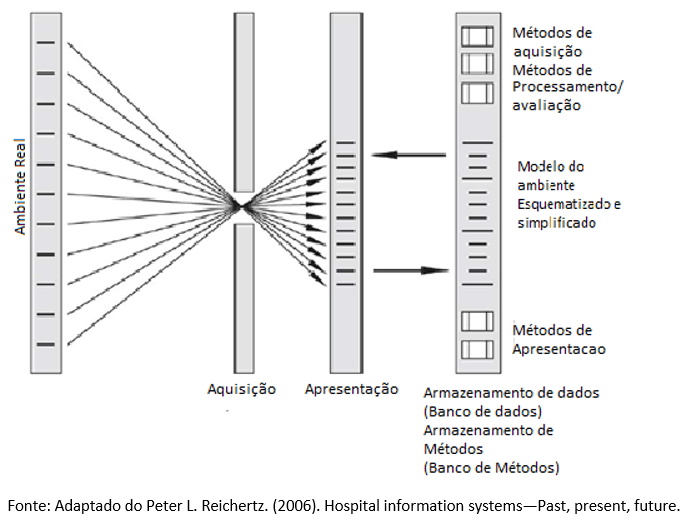 Ambiente Real
Métodos de
aquisição
Métodos de
Processamento/
avaliação
Modelo do
ambiente
Esquematizado e
simplificado
Métodos de
Apresentacao
Aquisição
Apresentação
Armazenamento de dados
(Banco de dados)
Armazenamento de
Métodos
(Banco de Métodos)
Fonte: Adaptado do Peter L. Reichertz. (2006). Hospital information systems—Past, present, future.